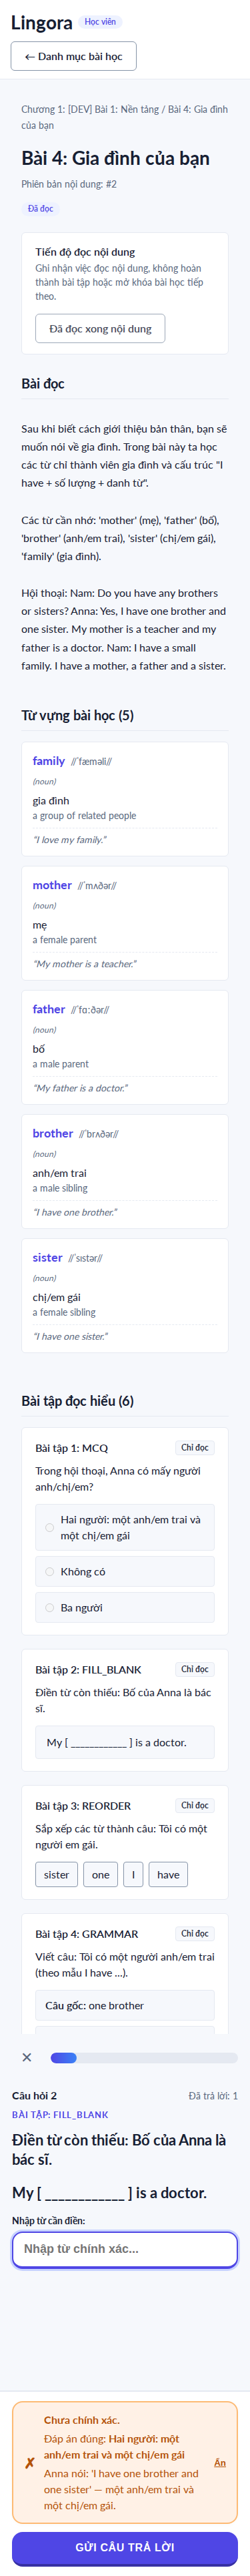 Lingora Học viên
← Danh mục bài học
Chương 1: [DEV] Bài 1: Nền tảng / Bài 4: Gia đình
của bạn
Bài 4: Gia đình của bạn
Phiên bản nội dung: #2
Đã đọc
Tiến độ đọc nội dung
Ghi nhận việc đọc nội dung, không hoàn
thành bài tập hoặc mở khóa bài học tiếp
theo.
Đã đọc xong nội dung
Bài đọc
Sau khi biết cách giới thiệu bản thân, bạn sẽ
muốn nói về gia đình. Trong bài này ta học
các từ chỉ thành viên gia đình và cấu trúc "I
have + số lượng + danh từ".
Các từ cần nhớ: 'mother' (mẹ), 'father' (bố),
'brother' (anh/em trai), 'sister' (chị/em gái),
'family' (gia đình).
Hội thoại: Nam: Do you have any brothers
or sisters? Anna: Yes, I have one brother and
one sister. My mother is a teacher and my
father is a doctor. Nam: I have a small
family. I have a mother, a father and a sister.
Từ vựng bài học (5)
family //ˈfæməli//
(noun)
gia đình
a group of related people
“I love my family.”
mother //ˈmʌðər//
(noun)
mẹ
a female parent
“My mother is a teacher.”
father //ˈfɑːðər//
(noun)
bố
a male parent
“My father is a doctor.”
brother //ˈbrʌðər//
(noun)
anh/em trai
a male sibling
“I have one brother.”
sister //ˈsɪstər//
(noun)
chị/em gái
a female sibling
“I have one sister.”
Bài tập đọc hiểu (6)
Bài tập 1: MCQ Chỉ đọc
Trong hội thoại, Anna có mấy người
anh/chị/em?
Hai người: một anh/em trai và
một chị/em gái
Không có
Ba người
Bài tập 2: FILL_BLANK Chỉ đọc
Điền từ còn thiếu: Bố của Anna là bác
sĩ.
My [ ____________ ] is a doctor.
Bài tập 3: REORDER Chỉ đọc
Sắp xếp các từ thành câu: Tôi có một
người em gái.
sister one I have
Bài tập 4: GRAMMAR Chỉ đọc
Viết câu: Tôi có một người anh/em trai
(theo mẫu I have ...).
Câu gốc: one brother
✕
Câu hỏi 2 Đã trả lời: 1
BÀI TẬP: FILL_BLANK
Điền từ còn thiếu: Bố của Anna là
bác sĩ.
My [ ____________ ] is a doctor.
Nhập từ cần điền:
Nhập từ chính xác...
Chưa chính xác.
Đáp án đúng: Hai người: một
anh/em trai và một chị/em gái
✗ Ẩn
Anna nói: 'I have one brother and
one sister' — một anh/em trai và
một chị/em gái.
GỬI CÂU TRẢ LỜI